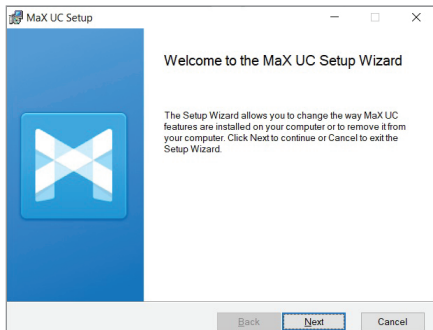 MaX UC Setup
Welcome to the MaX UC Setup Wizard
The Setup Wizard allows you to change the way MaX UC
features are installed on your computer or to remove it from
your computer. Click Next to continue or Cancel to exit the
Setup Wizard.
Back Next Cancel